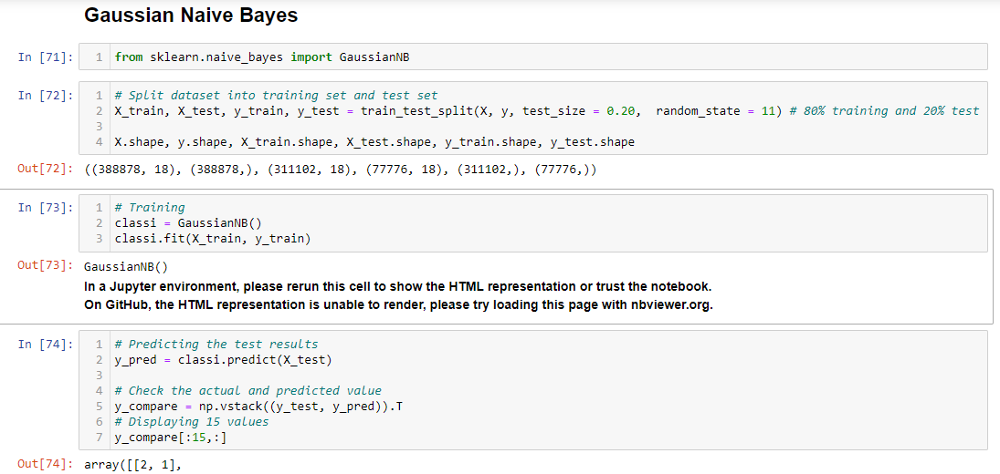 Gaussian Naive Bayes
In [71]: 1 from sklearn.naive_bayes import GaussianNB
In [72]: 1 # Split dataset into training set and test set
2 X_train, X_test, y_train, y_test = train_test_split(X, y, test_size = 0.20,  random_state = 11) # 80% training and 20% test
3
4 X.shape, y.shape, X_train.shape, X_test.shape, y_train.shape, y_test.shape
Out[72]: ((388878, 18), (388878,), (311102, 18), (77776, 18), (311102,), (77776,))
In [73]: 1 # Training
2 classi = GaussianNB()
3 classi.fit(X_train, y_train)
Out[73]: GaussianNB()
In a Jupyter environment, please rerun this cell to show the HTML representation or trust the notebook.
On GitHub, the HTML representation is unable to render, please try loading this page with nbviewer.org.
In [74]: 1 # Predicting the test results
2 y_pred = classi.predict(X_test)
3
4 # Check the actual and predicted value
5 y_compare = np.vstack((y_test, y_pred)).T
6 # Displaying 15 values
7 y_compare[:15,:]
Out[74]: array([[2, 1],